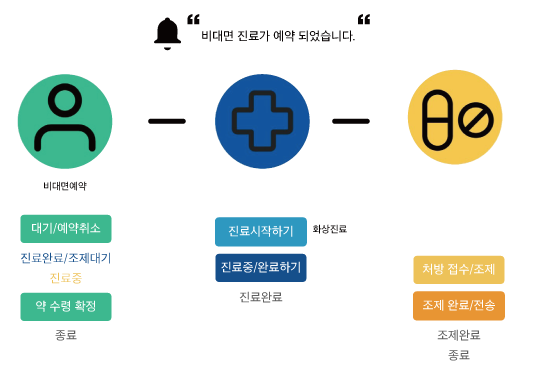 “ 비대면 진료가 예약 되었습니다. “
비대면예약
대기/예약취소
진료완료/조제대기
진료중
약 수령 확정
종료
진료시작하기 화상진료
진료중/완료하기
진료완료
처방 접수/조제
조제 완료/전송
조제완료
종료